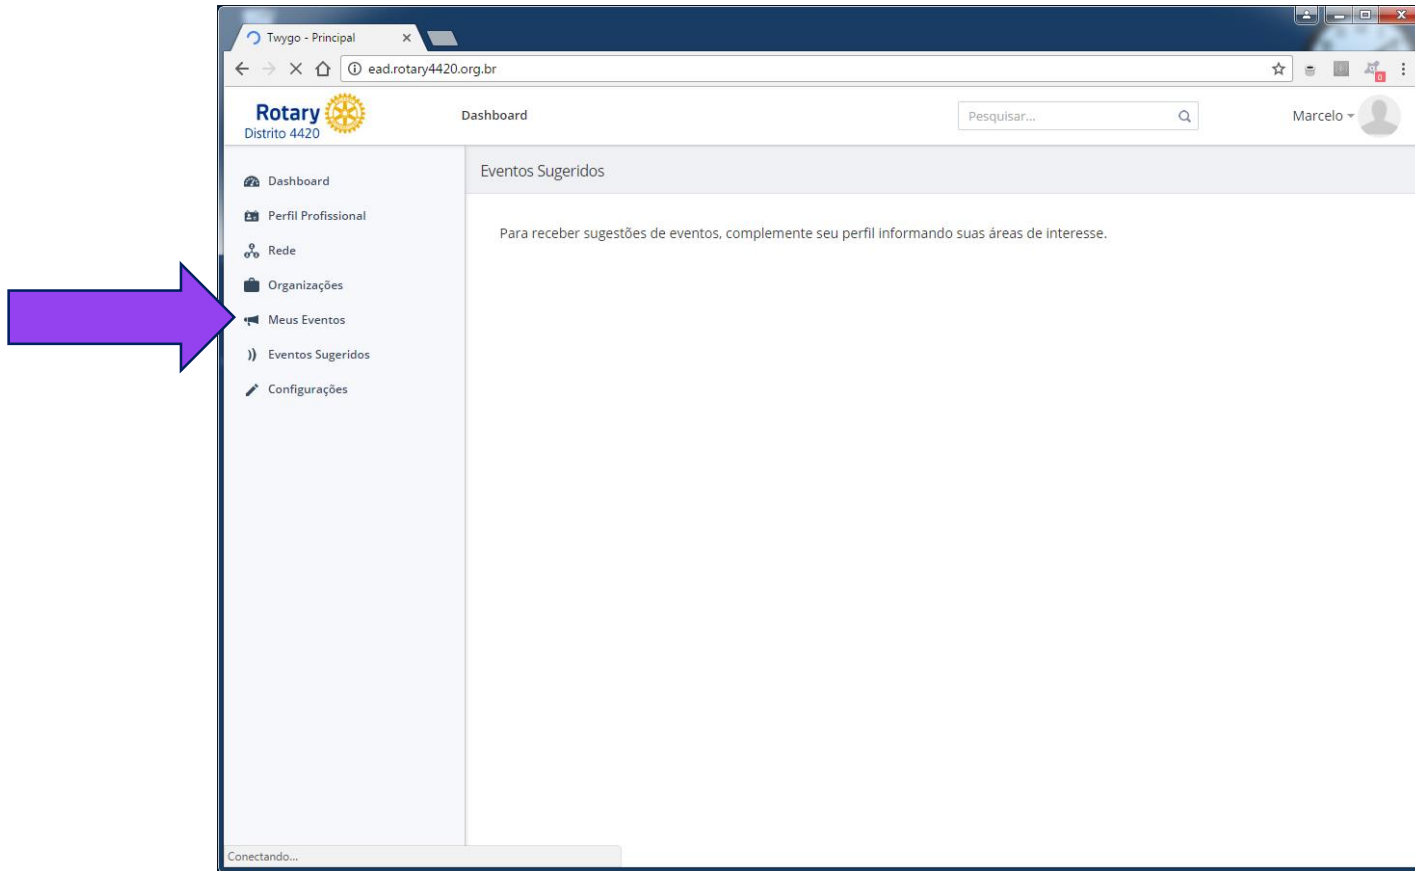 Twygo - Principal
ead.rotary4420.org.br
Rotary
Distrito 4420
Dashboard
Pesquisar...
Marcelo
Dashboard
Perfil Profissional
Rede
Organizações
Meus Eventos
Eventos Sugeridos
Configurações
Eventos Sugeridos
Para receber sugestões de eventos, complemente seu perfil informando suas áreas de interesse.
Conectando...